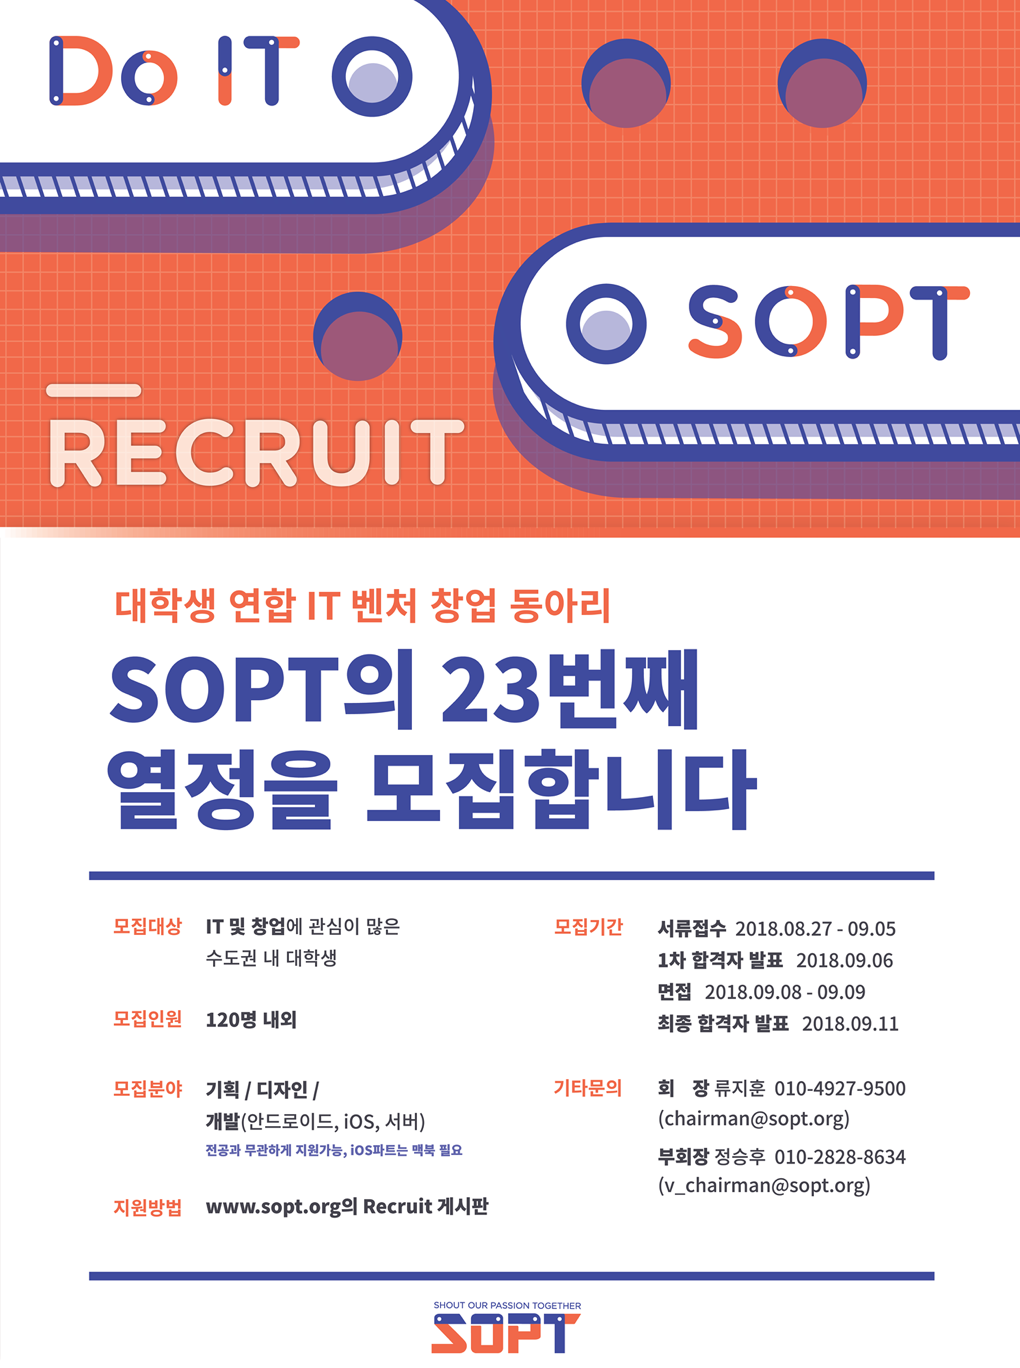 Do IT
SOPT
RECRUIT
대학생 연합 IT 벤처 창업 동아리
SOPT의 23번째
열정을 모집합니다
모집대상 IT 및 창업에 관심이 많은
수도권 내 대학생
모집인원 120명 내외
모집분야 기획 / 디자인 /
개발(안드로이드, iOS, 서버)
전공과 무관하게 지원가능, iOS파트는 맥북 필요
지원방법 www.sopt.org의 Recruit 게시판
모집기간 서류접수 2018.08.27 - 09.05
1차 합격자 발표 2018.09.06
면접 2018.09.08 - 09.09
최종 합격자 발표 2018.09.11
기타문의 회 장 류지훈 010-4927-9500
(chairman@sopt.org)
부회장 정승후 010-2828-8634
(v_chairman@sopt.org)
SHOUT OUR PASSION TOGETHER
SOPT